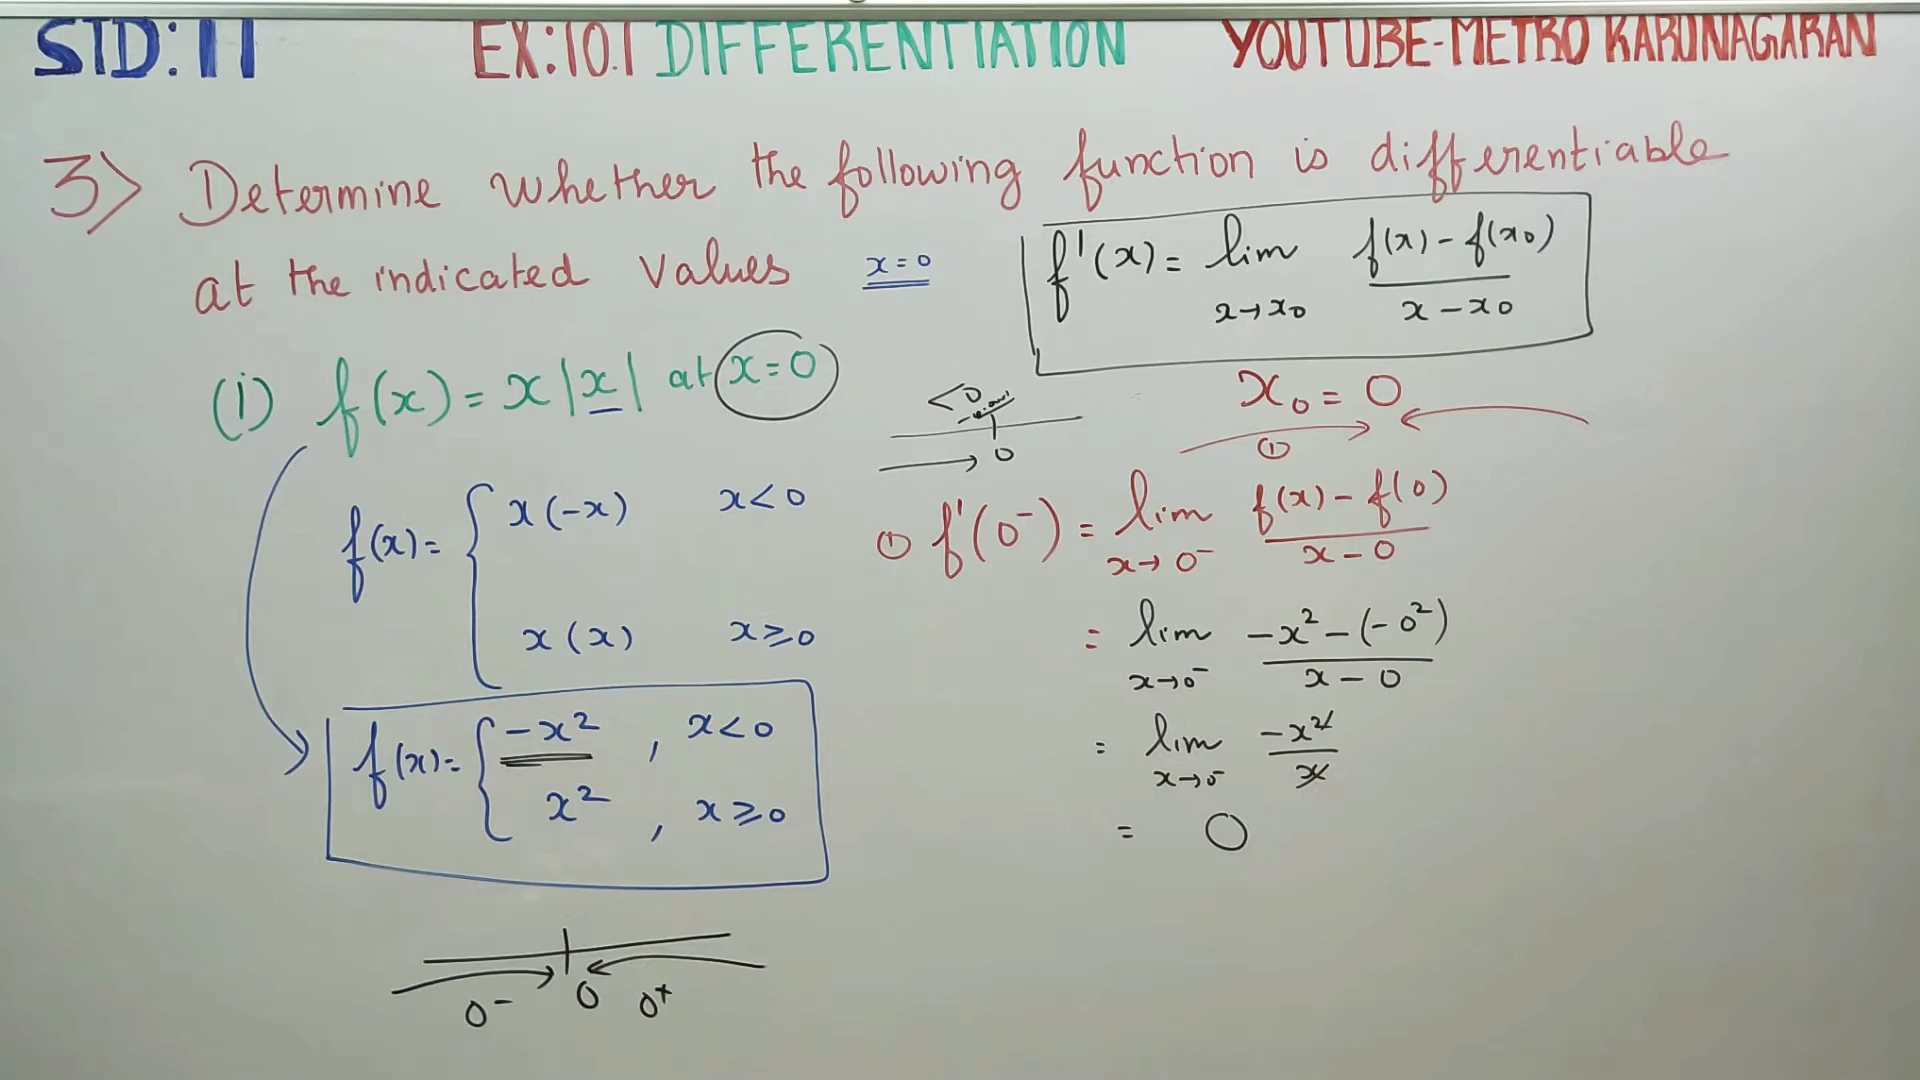 STD:11 EX:10.1 DIFFERENTIATION YOUTUBE-METRO KARUNAGARAN
3> Determine whether the following function is differentiable
at the indicated values x=0
f'(x) = lim x→x₀ f(x) - f(x₀) / x - x₀
(i) f(x) = x|x| at x=0
x₀ = 0
<0
0
①
f(x) = { x(-x) x<0
x(x) x≥0
① f'(0⁻) = lim x→0⁻ f(x) - f(0) / x - 0
= lim x→0⁻ -x² - (-0²) / x - 0
f(x) = { -x² , x<0
x² , x≥0
= lim x→0⁻ -x² / x
= 0
0⁻ 0 0⁺